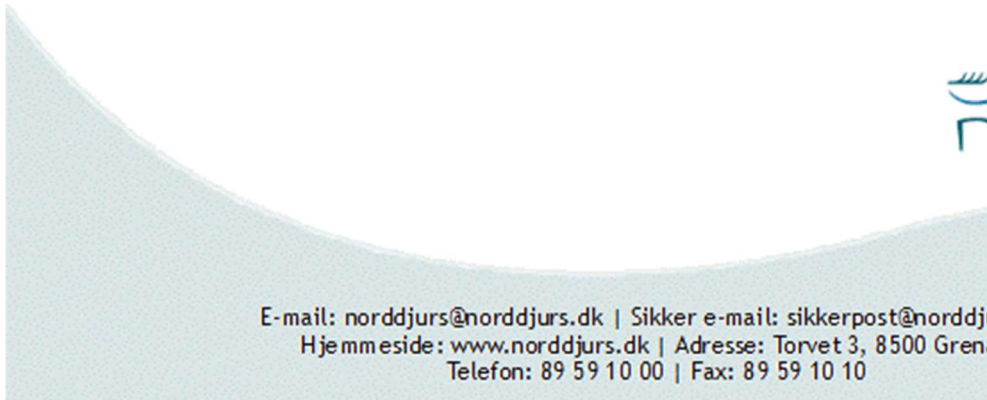 E-mail: norddjurs@norddjurs.dk | Sikker e-mail: sikkerpost@norddj
Hjemmeside: www.norddjurs.dk | Adresse: Torvet 3, 8500 Gren
Telefon: 89 59 10 00 | Fax: 89 59 10 10